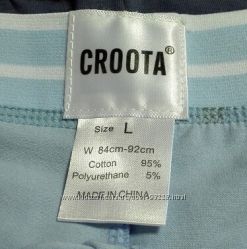 CROOTA®
Size L
W 84cm-92cm
Cotton 95%
Polyurethane 5%
MADE IN CHINA